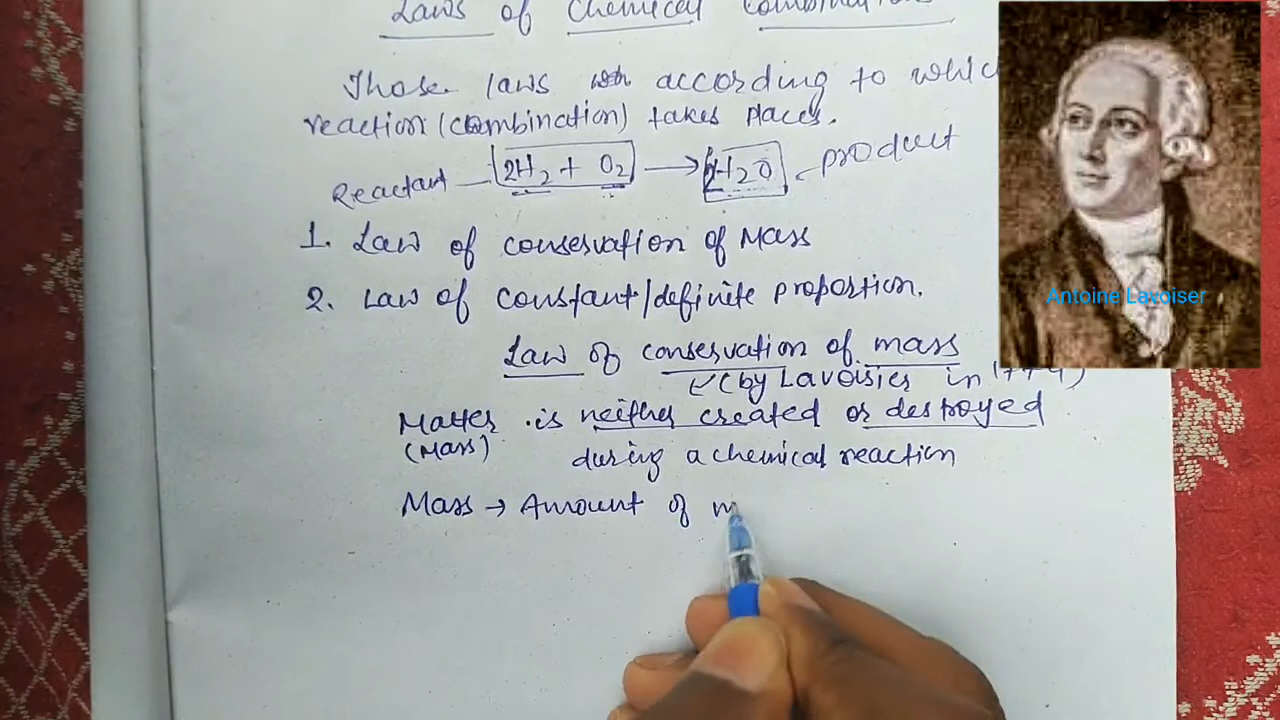 Laws of Chemical Combination
Those laws according to which
reaction (combination) takes places.
Reactant 2H₂ + O₂ → 2H₂O product
1. Law of conservation of Mass
2. Law of constant/definite proportion.
Law of conservation of mass
(by Lavoisier in 1774)
Matter is neither created or destroyed
(Mass) during a chemical reaction
Mass → Amount of m
Antoine Lavoiser